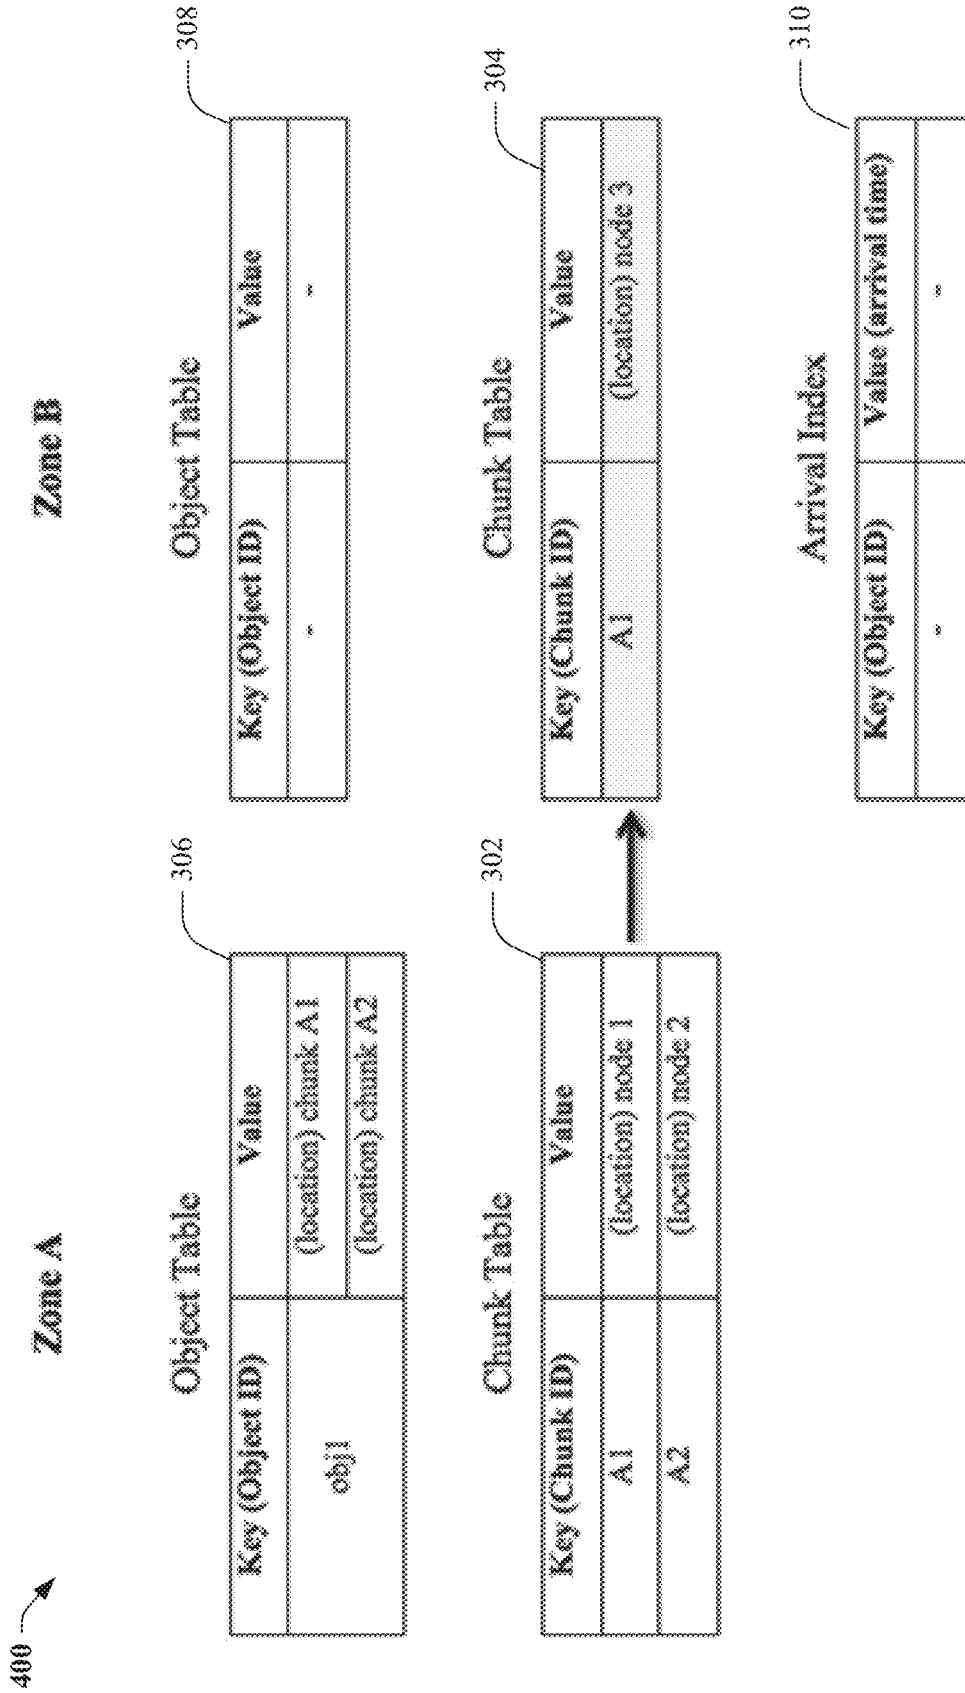 400
Zone A
Zone B
Object Table
306
Key (Object ID) Value
obj1 (location) chunk A1
(location) chunk A2
Object Table
308
Key (Object ID) Value
- -
Chunk Table
302
Key (Chunk ID) Value
A1 (location) node 1
A2 (location) node 2
Chunk Table
304
Key (Chunk ID) Value
A1 (location) node 3
Arrival Index
310
Key (Object ID) Value (arrival time)
- -